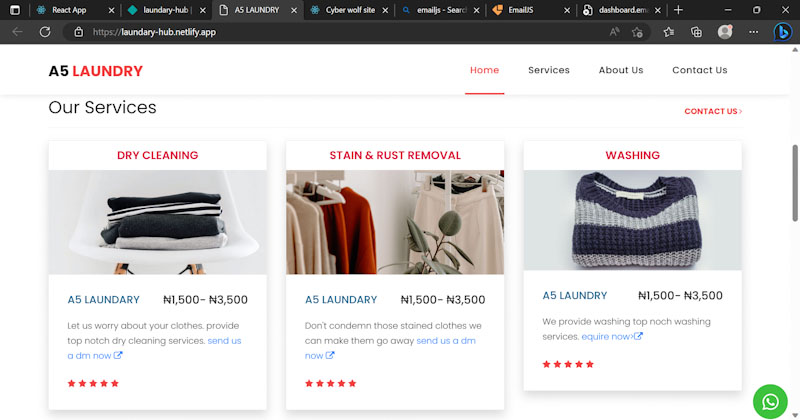 React App
laundary-hub |
A5 LAUNDRY
Cyber wolf site
emailjs - Searc
EmailJS
dashboard.ema
https://laundary-hub.netlify.app
A5 LAUNDRY
Home
Services
About Us
Contact Us
Our Services
CONTACT US >
DRY CLEANING
STAIN & RUST REMOVAL
WASHING
A5 LAUNDARY ₦1,500- ₦3,500
Let us worry about your clothes. provide
top notch dry cleaning services. send us
a dm now
A5 LAUNDARY ₦1,500- ₦3,500
Don't condemn those stained clothes we
can make them go away send us a dm
now
A5 LAUNDRY ₦1,500- ₦3,500
We provide washing top noch washing
services. equire now>